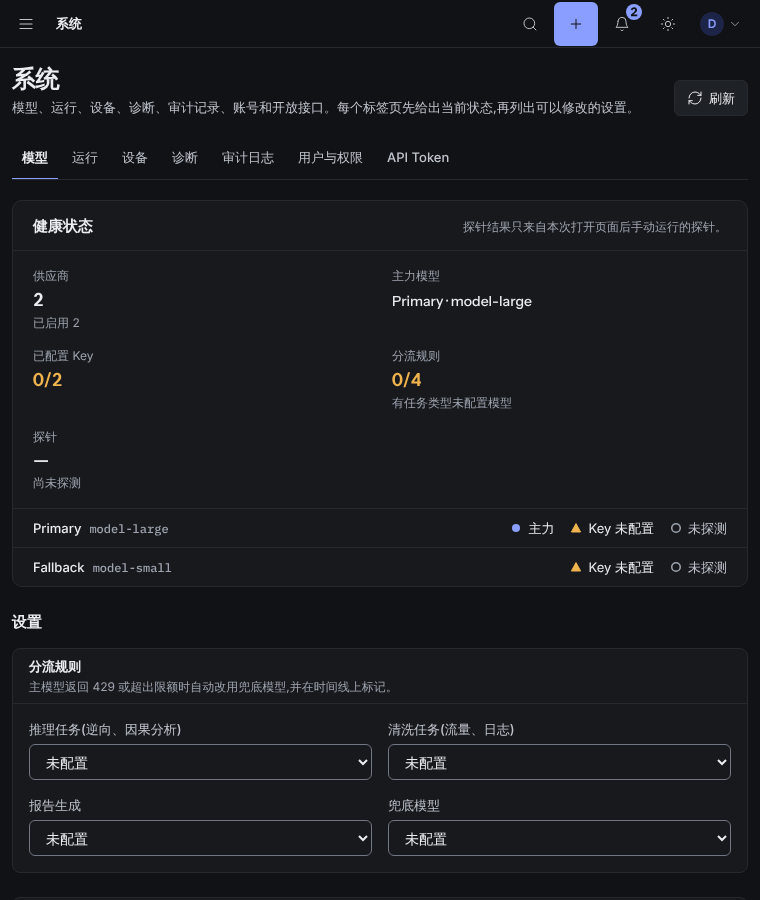 系统
2
D
系统
模型、运行、设备、诊断、审计记录、账号和开放接口。每个标签页先给出当前状态,再列出可以修改的设置。
刷新
模型 运行 设备 诊断 审计日志 用户与权限 API Token
健康状态
探针结果只来自本次打开页面后手动运行的探针。
供应商
2
已启用 2
主力模型
Primary · model-large
已配置 Key
0/2
分流规则
0/4
有任务类型未配置模型
探针
—
尚未探测
Primary model-large 主力 Key 未配置 未探测
Fallback model-small Key 未配置 未探测
设置
分流规则
主模型返回 429 或超出限额时自动改用兜底模型,并在时间线上标记。
推理任务(逆向、因果分析)
未配置
清洗任务(流量、日志)
未配置
报告生成
未配置
兜底模型
未配置